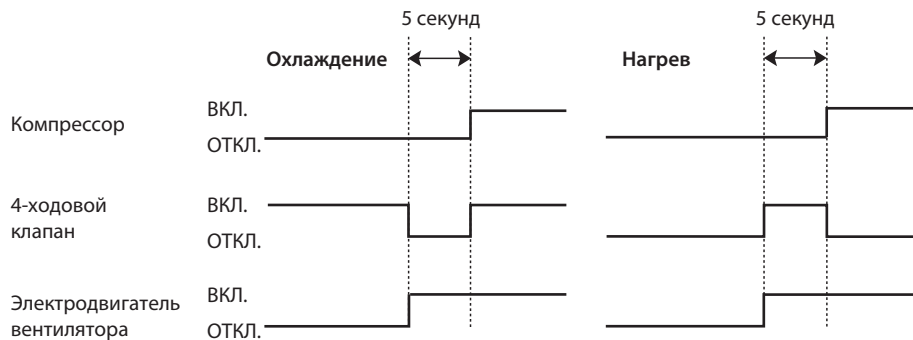 5 секунд
5 секунд
Охлаждение
Нагрев
Компрессор
ВКЛ.
ОТКЛ.
4-ходовой
клапан
ВКЛ.
ОТКЛ.
Электродвигатель
вентилятора
ВКЛ.
ОТКЛ.